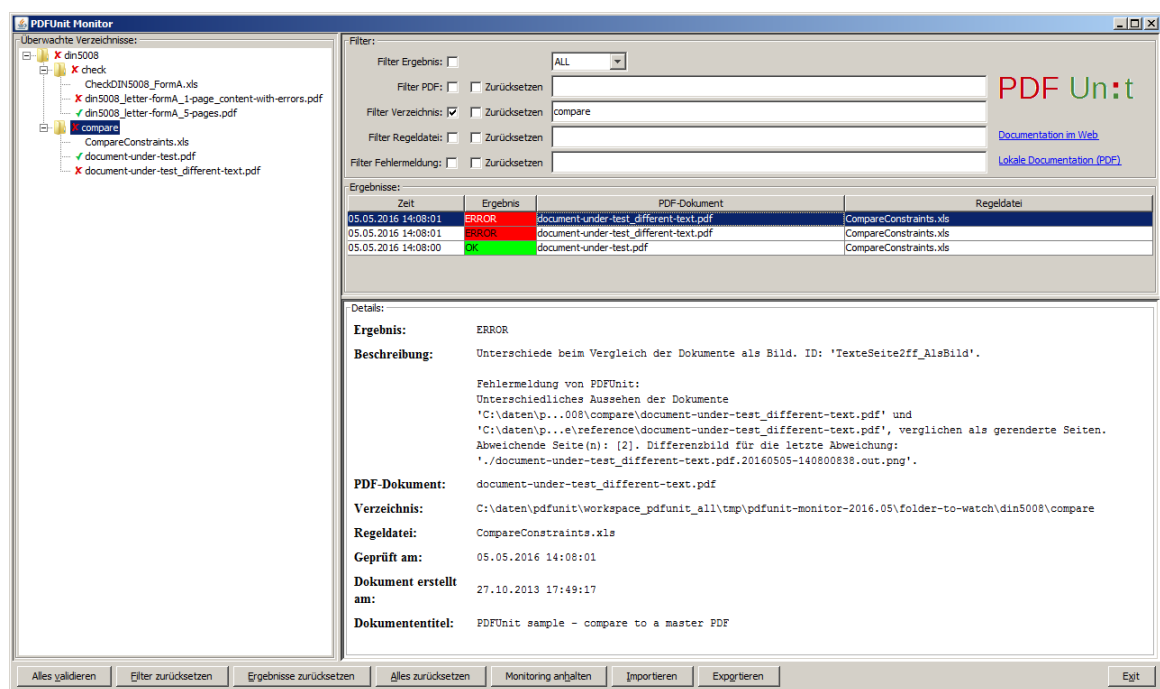 PDFUnit Monitor
Überwachte Verzeichnisse:
din5008
check
CheckDIN5008_FormA.xls
din5008_letter-formA_1-page_content-with-errors.pdf
din5008_letter-formA_5-pages.pdf
compare
CompareConstraints.xls
document-under-test.pdf
document-under-test_different-text.pdf
Filter:
Filter Ergebnis: ALL
Filter PDF: Zurücksetzen
Filter Verzeichnis: Zurücksetzen compare
Filter Regeldatei: Zurücksetzen
Filter Fehlermeldung: Zurücksetzen
PDF Un:t
Documentation im Web
Lokale Documentation (PDF)
Ergebnisse:
Zeit Ergebnis PDF-Dokument Regeldatei
05.05.2016 14:08:01 ERROR document-under-test_different-text.pdf CompareConstraints.xls
05.05.2016 14:08:01 ERROR document-under-test_different-text.pdf CompareConstraints.xls
05.05.2016 14:08:00 OK document-under-test.pdf CompareConstraints.xls
Details:
Ergebnis: ERROR
Beschreibung: Unterschiede beim Vergleich der Dokumente als Bild. ID: 'TexteSeite2ff_AlsBild'.
Fehlermeldung von PDFUnit:
Unterschiedliches Aussehen der Dokumente
'C:\daten\p...008\compare\document-under-test_different-text.pdf' und
'C:\daten\p...e\reference\document-under-test_different-text.pdf', verglichen als gerenderte Seiten.
Abweichende Seite(n): [2]. Differenzbild für die letzte Abweichung:
'./document-under-test_different-text.pdf.20160505-140800838.out.png'.
PDF-Dokument: document-under-test_different-text.pdf
Verzeichnis: C:\daten\pdfunit\workspace_pdfunit_all\tmp\pdfunit-monitor-2016.05\folder-to-watch\din5008\compare
Regeldatei: CompareConstraints.xls
Geprüft am: 05.05.2016 14:08:01
Dokument erstellt
am: 27.10.2013 17:49:17
Dokumententitel: PDFUnit sample - compare to a master PDF
Alles validieren Filter zurücksetzen Ergebnisse zurücksetzen Alles zurücksetzen Monitoring anhalten Importieren Exportieren Exit